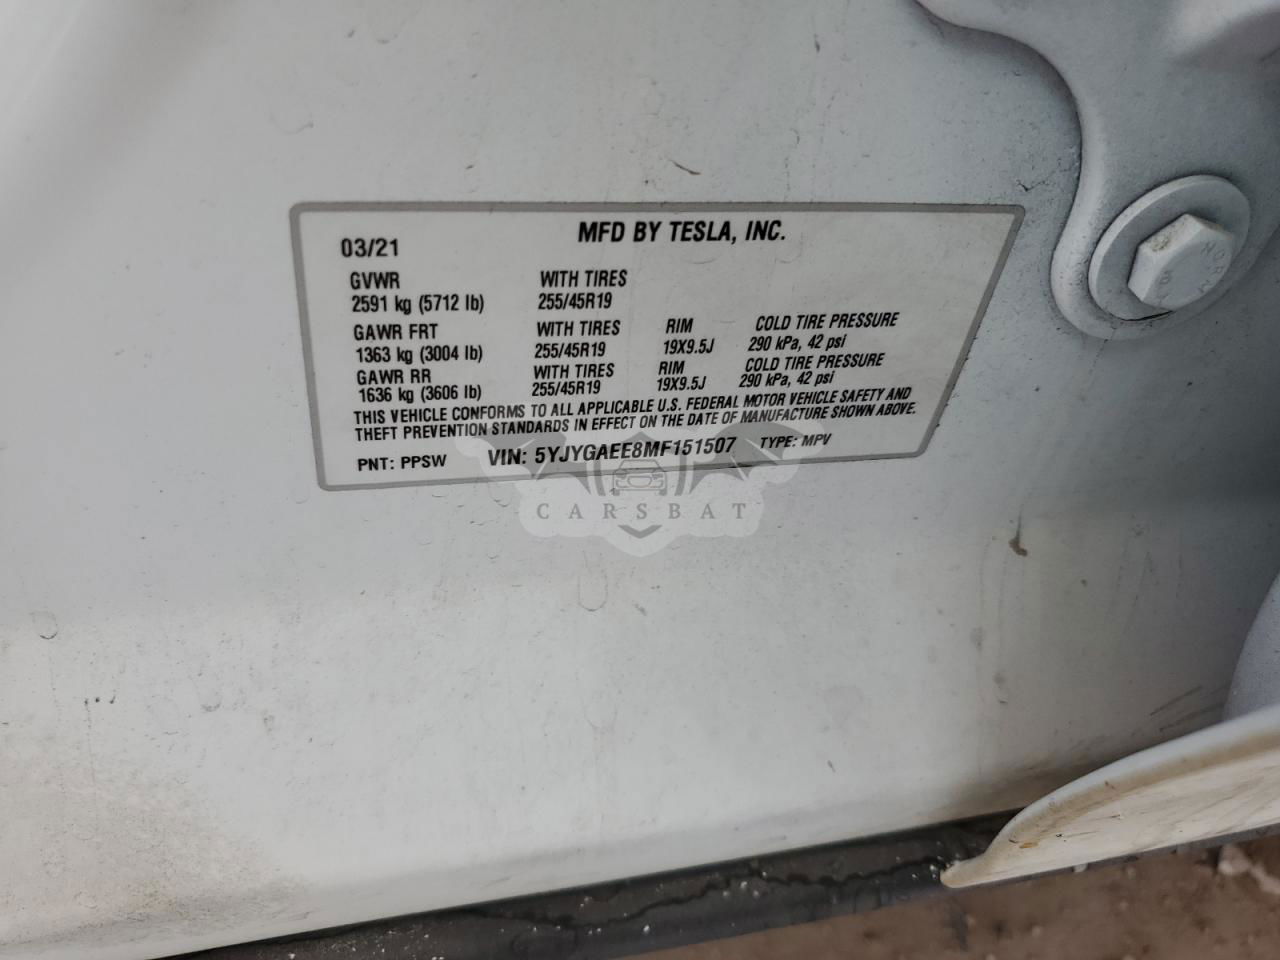 03/21 MFD BY TESLA, INC.
GVWR WITH TIRES
2591 kg (5712 lb) 255/45R19
GAWR FRT WITH TIRES RIM COLD TIRE PRESSURE
1363 kg (3004 lb) 255/45R19 19X9.5J 290 kPa, 42 psi
GAWR RR WITH TIRES RIM COLD TIRE PRESSURE
1636 kg (3606 lb) 255/45R19 19X9.5J 290 kPa, 42 psi
THIS VEHICLE CONFORMS TO ALL APPLICABLE U.S. FEDERAL MOTOR VEHICLE SAFETY AND
THEFT PREVENTION STANDARDS IN EFFECT ON THE DATE OF MANUFACTURE SHOWN ABOVE.
PNT: PPSW VIN: 5YJYGAEE8MF151507 TYPE: MPV
CARSBAT